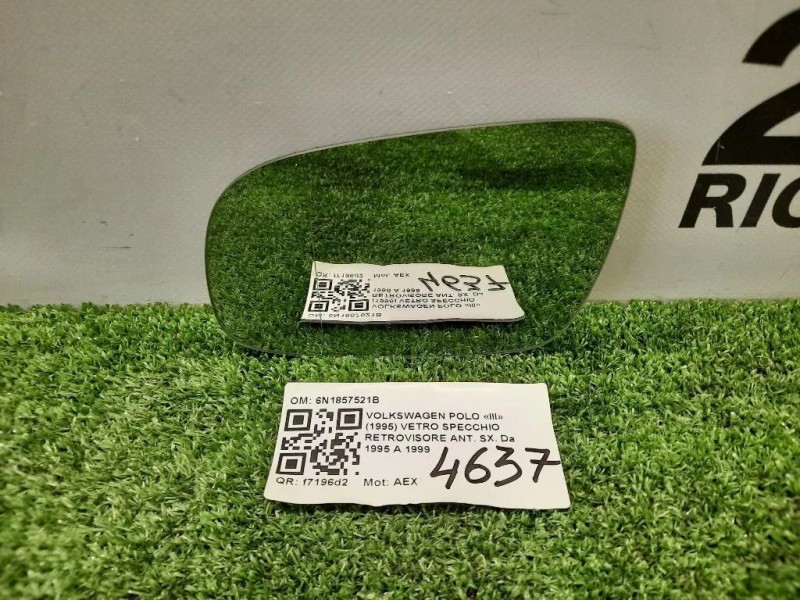 2
RIC
OM: 6N1857521B
VOLKSWAGEN POLO «III»
(1995) VETRO SPECCHIO
RETROVISORE ANT. SX. Da
1995 A 1999
4637
QR: f7196d2 Mot: AEX